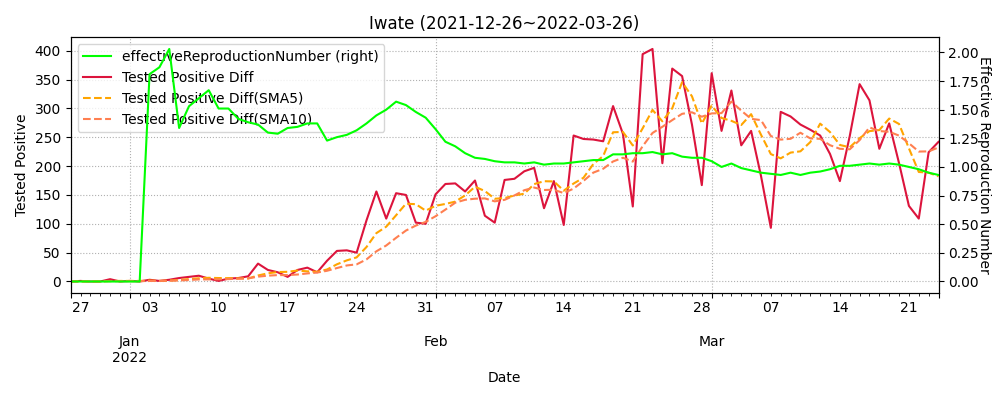 Iwate (2021-12-26~2022-03-26)
effectiveReproductionNumber (right)
Tested Positive Diff
Tested Positive Diff(SMA5)
Tested Positive Diff(SMA10)
Tested Positive
400
350
300
250
200
150
100
50
0
2.00
1.75
1.50
1.25
1.00
0.75
0.50
0.25
0.00
Effective Reproduction Number
27 03 10 17 24 31 07 14 21 28 07 14 21
Jan Feb Mar
2022
Date